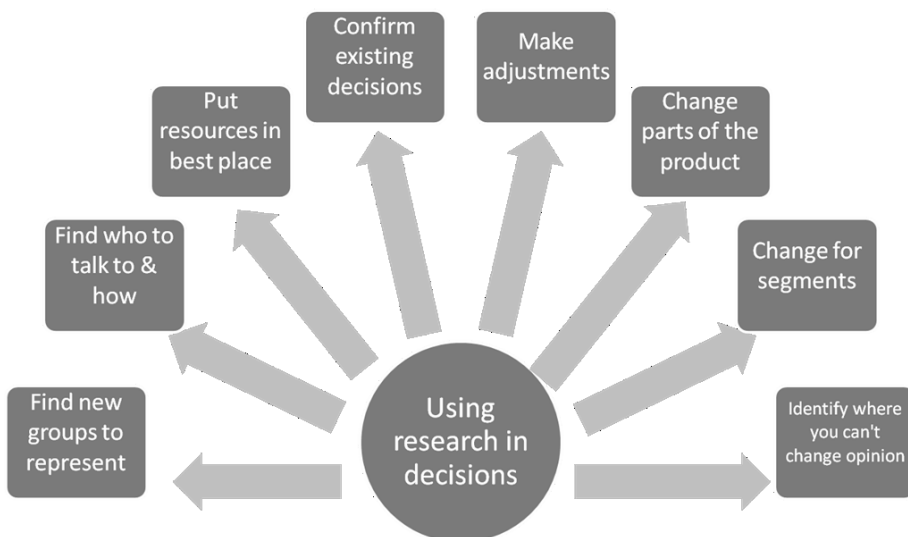 Find new
groups to
represent
Find who to
talk to &
how
Put
resources in
best place
Confirm
existing
decisions
Make
adjustments
Change
parts of the
product
Change for
segments
Identify where
you can't
change opinion
Using
research in
decisions